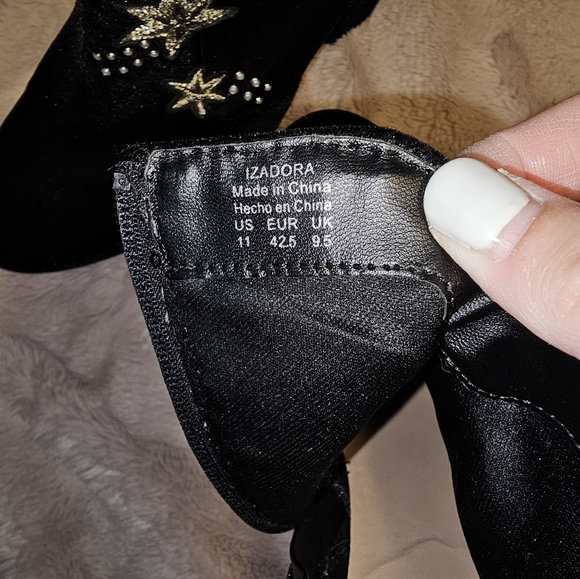 IZADORA
Made in China
Hecho en China
US EUR UK
11 42.5 9.5